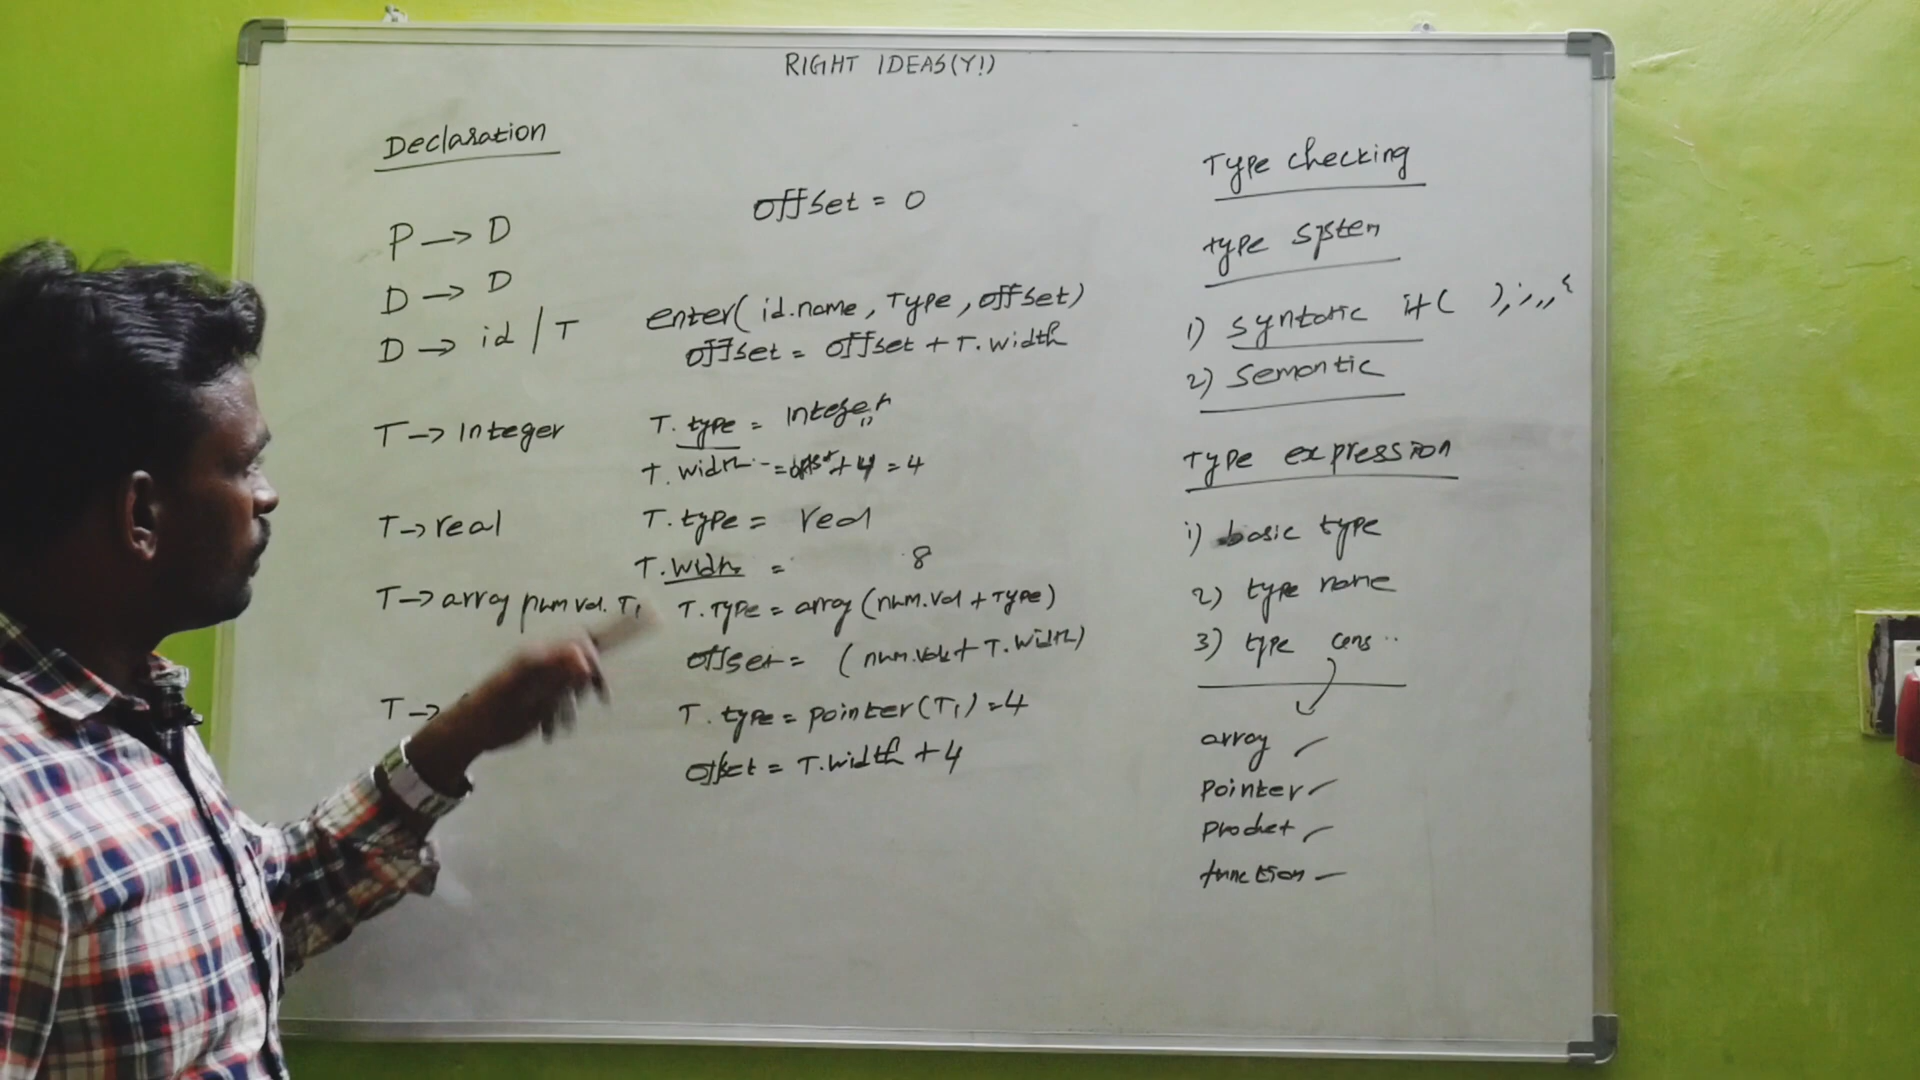 RIGHT IDEAS(Y!)
Declaration
offset = 0
P → D
D → D
D → id / T
enter( id.name, Type, offset)
offset = offset + T.width
T → Integer
T. type = Integer
T. width = + 4 = 4
T → real
T. type = real
T. width = 8
T → array num val. T1
T. Type = array (num.val + Type)
offset = (num.val + T.width)
T →
T. type = pointer(T1) = 4
offset = T.width + 4
Type checking
type system
1) Syntatic if( );,,,{
2) Semantic
Type expression
1) basic type
2) type name
3) type cons..
array
pointer
product
function